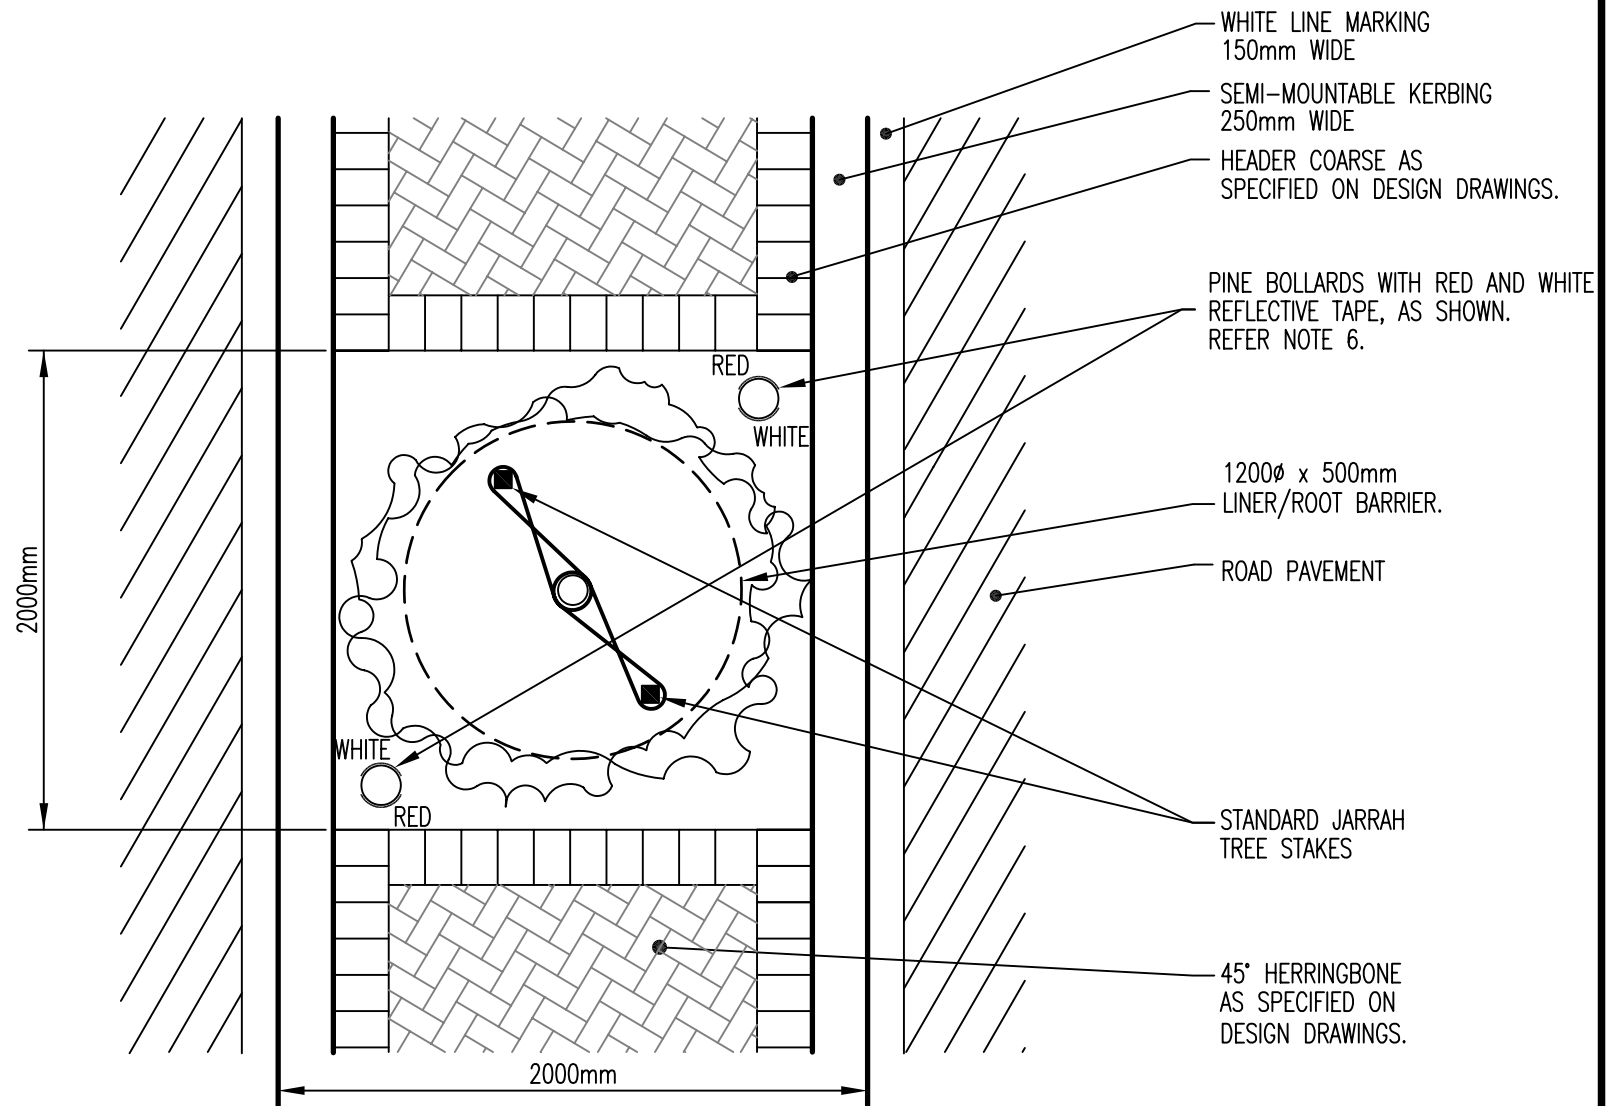 WHITE LINE MARKING
150mm WIDE
SEMI-MOUNTABLE KERBING
250mm WIDE
HEADER COARSE AS
SPECIFIED ON DESIGN DRAWINGS.
PINE BOLLARDS WITH RED AND WHITE
REFLECTIVE TAPE, AS SHOWN.
REFER NOTE 6.
RED
WHITE
1200ø x 500mm
LINER/ROOT BARRIER.
ROAD PAVEMENT
2000mm
WHITE
RED
STANDARD JARRAH
TREE STAKES
45° HERRINGBONE
AS SPECIFIED ON
DESIGN DRAWINGS.
2000mm